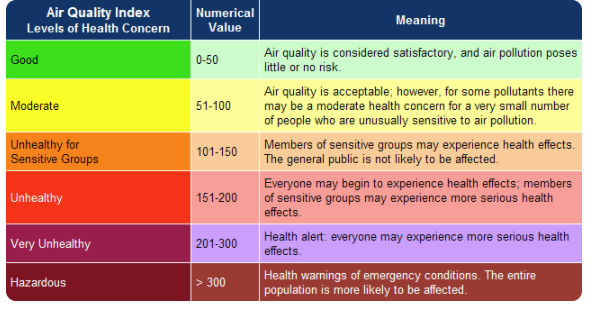 Air Quality Index
Levels of Health Concern
Numerical
Value
Meaning
Good
0-50
Air quality is considered satisfactory, and air pollution poses
little or no risk.
Moderate
51-100
Air quality is acceptable; however, for some pollutants there
may be a moderate health concern for a very small number
of people who are unusually sensitive to air pollution.
Unhealthy for
Sensitive Groups
101-150
Members of sensitive groups may experience health effects.
The general public is not likely to be affected.
Unhealthy
151-200
Everyone may begin to experience health effects; members
of sensitive groups may experience more serious health
effects.
Very Unhealthy
201-300
Health alert: everyone may experience more serious health
effects.
Hazardous
> 300
Health warnings of emergency conditions. The entire
population is more likely to be affected.